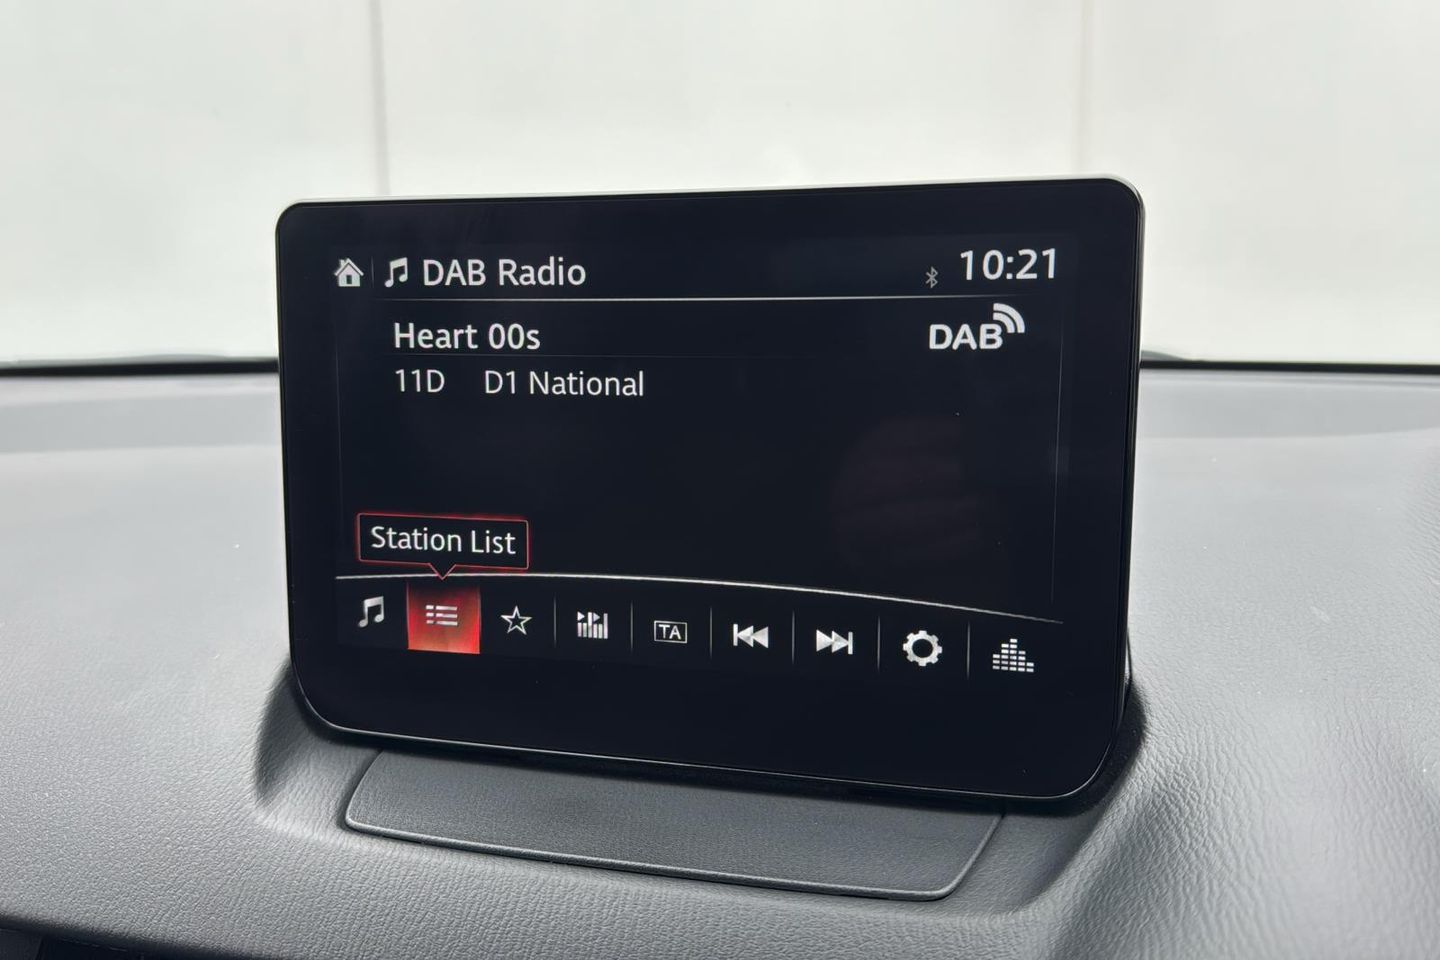 DAB Radio 10:21
Heart 00s DAB
11D D1 National
Station List
TA